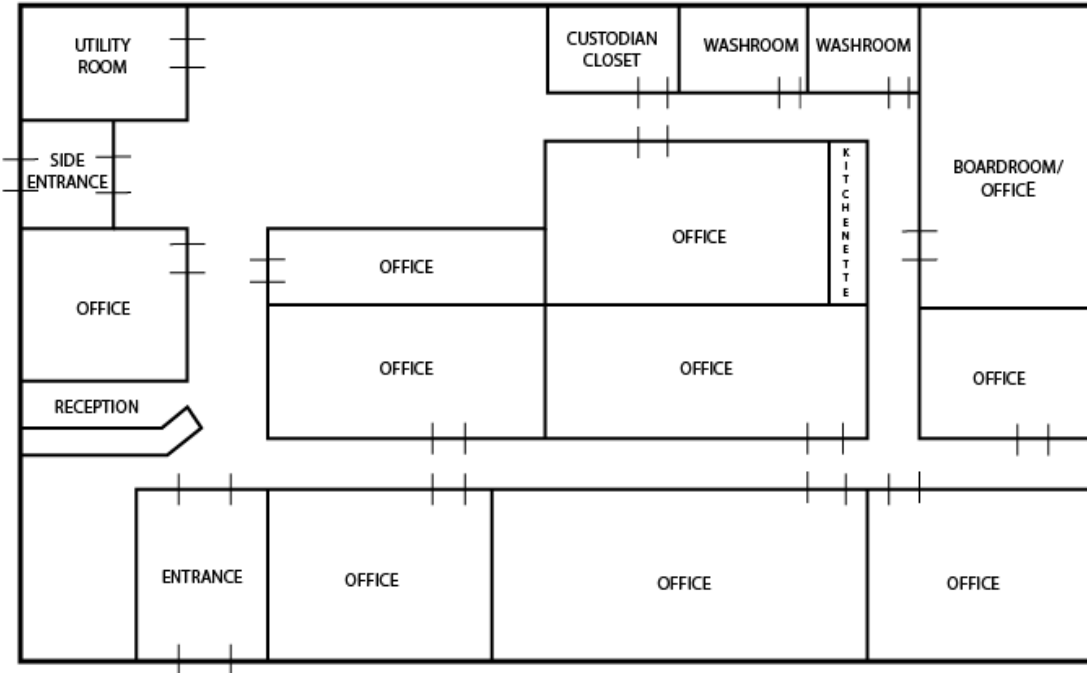 UTILITY
ROOM
CUSTODIAN
CLOSET
WASHROOM
WASHROOM
SIDE
ENTRANCE
BOARDROOM/
OFFICE
KITCHENETTE
OFFICE
OFFICE
OFFICE
OFFICE
OFFICE
OFFICE
RECEPTION
ENTRANCE
OFFICE
OFFICE
OFFICE